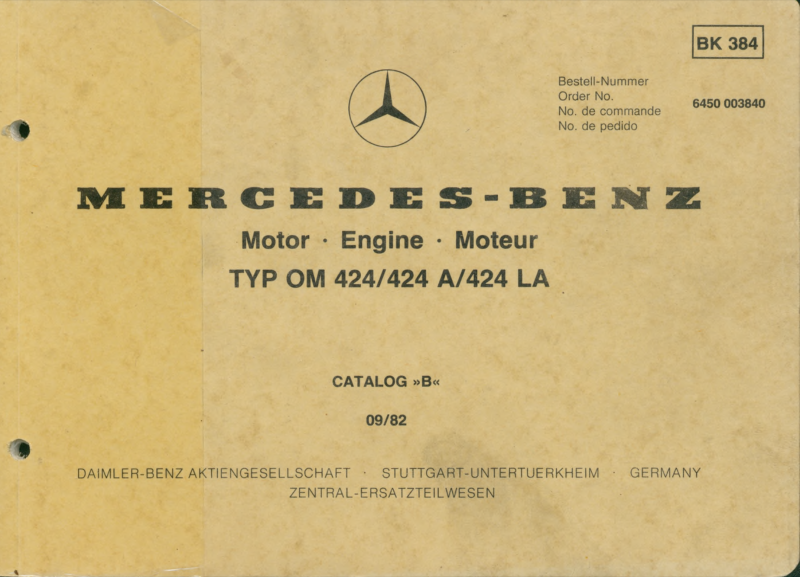 BK 384
Bestell-Nummer
Order No.
No. de commande
No. de pedido
6450 003840
MERCEDES-BENZ
Motor · Engine · Moteur
TYP OM 424/424 A/424 LA
CATALOG »B«
09/82
DAIMLER-BENZ AKTIENGESELLSCHAFT · STUTTGART-UNTERTUERKHEIM · GERMANY
ZENTRAL-ERSATZTEILWESEN